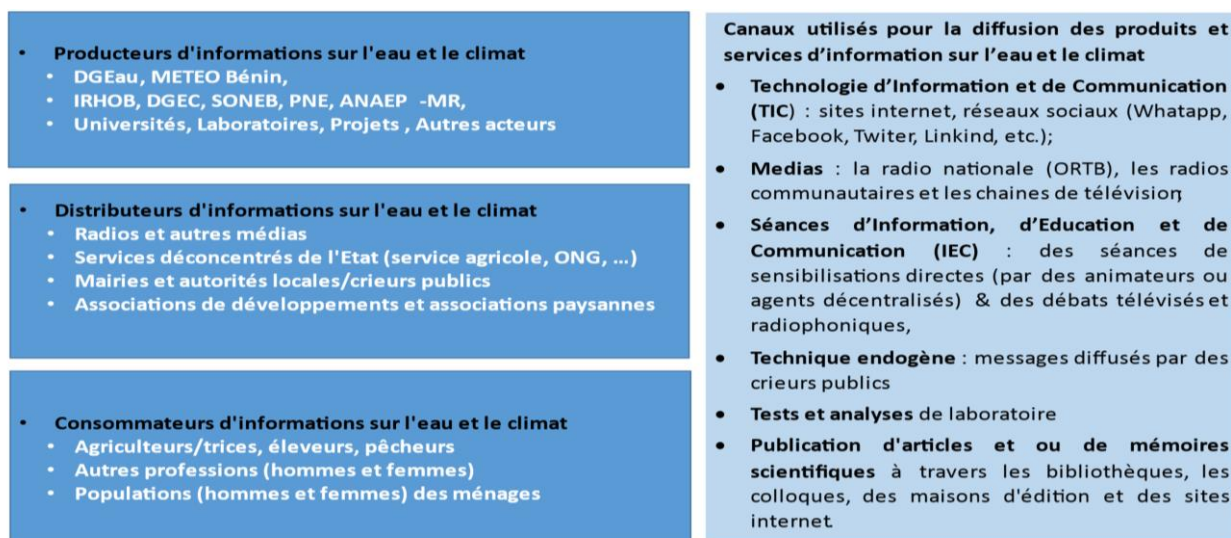 • Producteurs d'informations sur l'eau et le climat
• DGEau, METEO Bénin,
• IRHOB, DGEC, SONEB, PNE, ANAEP -MR,
• Universités, Laboratoires, Projets , Autres acteurs
• Distributeurs d'informations sur l'eau et le climat
• Radios et autres médias
• Services déconcentrés de l'Etat (service agricole, ONG, ...)
• Mairies et autorités locales/crieurs publics
• Associations de développements et associations paysannes
• Consommateurs d'informations sur l'eau et le climat
• Agriculteurs/trices, éleveurs, pêcheurs
• Autres professions (hommes et femmes)
• Populations (hommes et femmes) des ménages
Canaux utilisés pour la diffusion des produits et
services d'information sur l'eau et le climat
• Technologie d'Information et de Communication
(TIC) : sites internet, réseaux sociaux (Whatapp,
Facebook, Twiter, Linkind, etc.);
• Medias : la radio nationale (ORTB), les radios
communautaires et les chaines de télévision;
• Séances d'Information, d'Education et de
Communication (IEC) : des séances de
sensibilisations directes (par des animateurs ou
agents décentralisés) & des débats télévisés et
radiophoniques,
• Technique endogène : messages diffusés par des
crieurs publics
• Tests et analyses de laboratoire
• Publication d'articles et ou de mémoires
scientifiques à travers les bibliothèques, les
colloques, des maisons d'édition et des sites
internet.